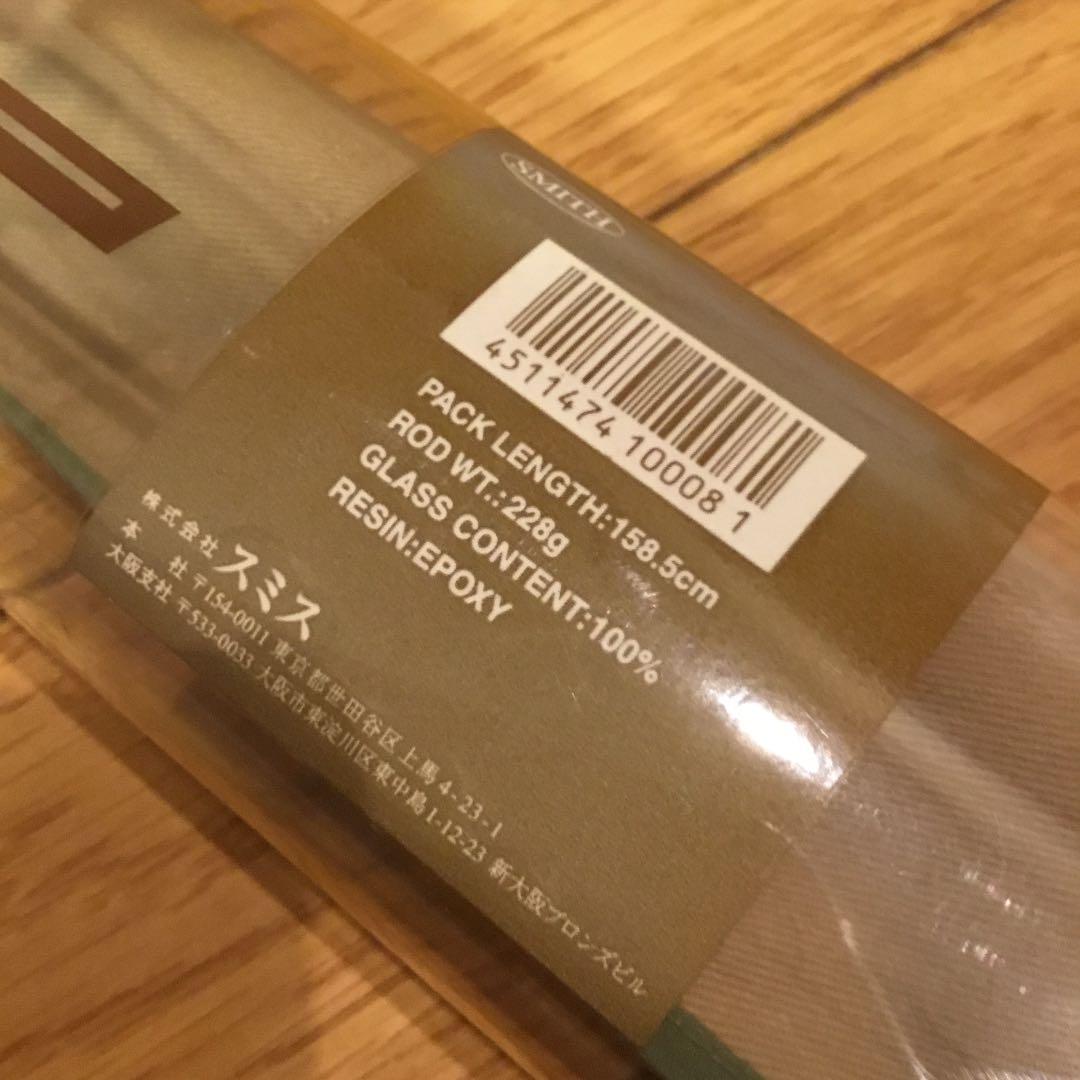 SMITH
4511474100081
PACK LENGTH:158.5cm
ROD WT.:228g
GLASS CONTENT:100%
RESIN:EPOXY
株式会社 スミス
本 社 〒154-0011 東京都世田谷区上馬4-23-1
大阪支社 〒533-0033 大阪市東淀川区東中島1-12-23 新大阪ブロンズビル